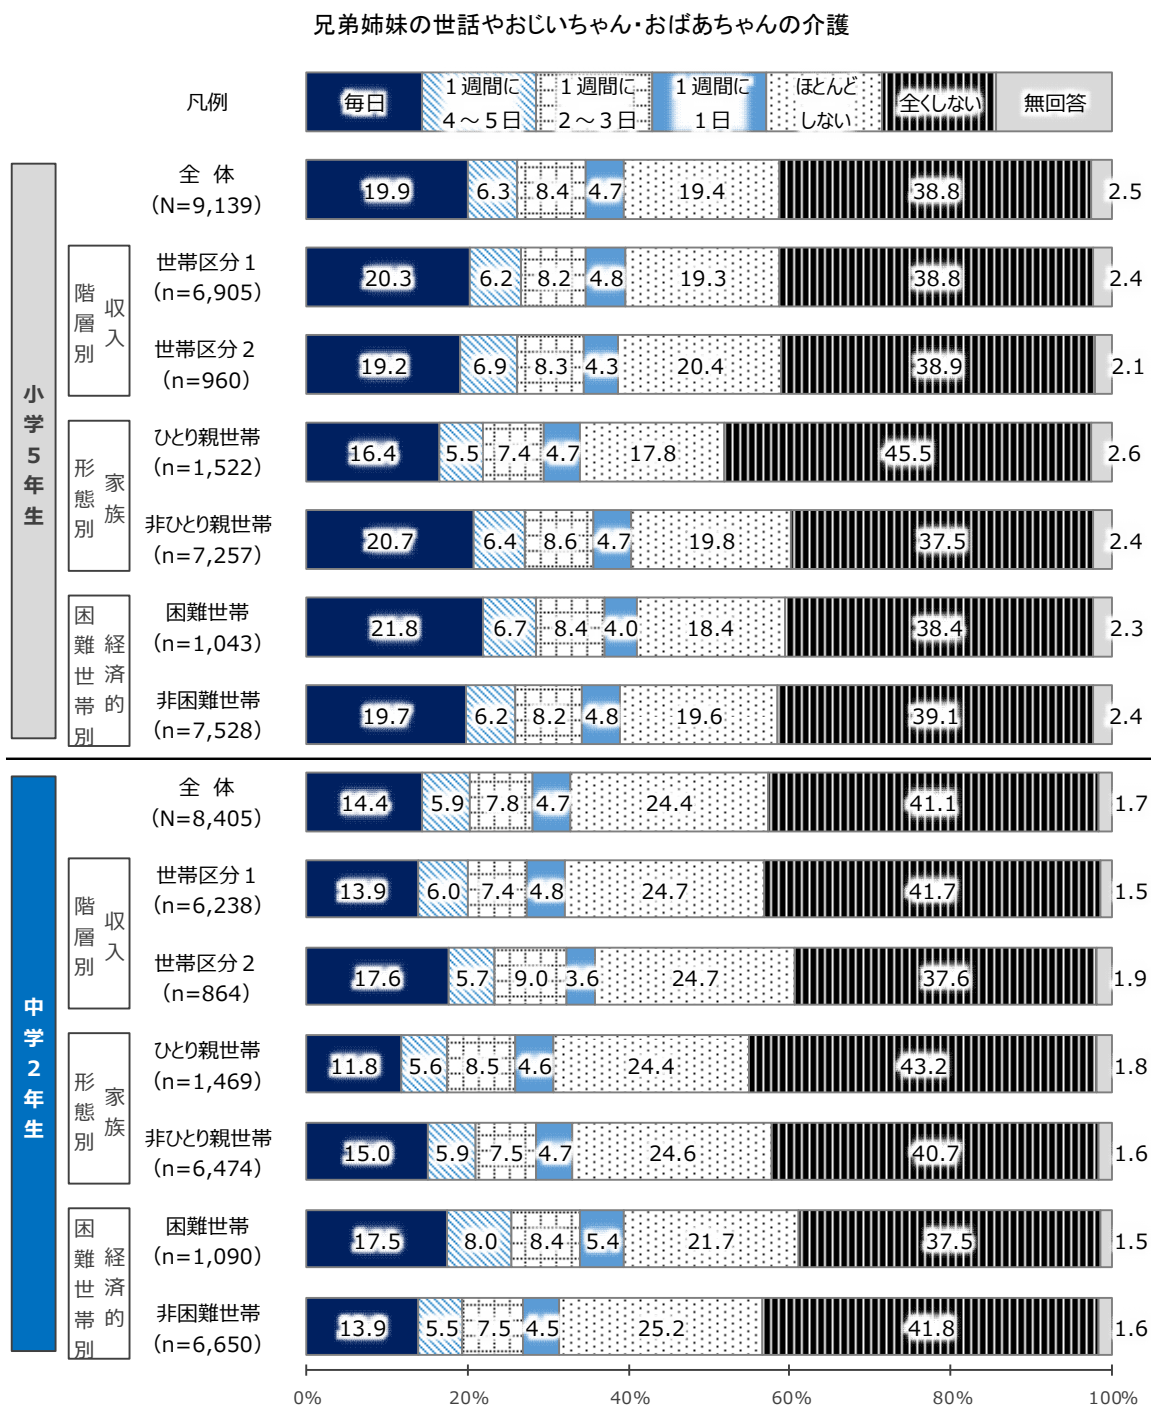 兄弟姉妹の世話やおじいちゃん・おばあちゃんの介護
凡例
毎日
１週間に
４～５日
１週間に
２～３日
１週間に
１日
ほとんど
しない
全くしない
無回答
小学５年生
全 体
(N=9,139)
19.9 6.3 8.4 4.7 19.4 38.8 2.5
収入
階層別
世帯区分１
(n=6,905)
20.3 6.2 8.2 4.8 19.3 38.8 2.4
世帯区分２
(n=960)
19.2 6.9 8.3 4.3 20.4 38.9 2.1
家族
形態別
ひとり親世帯
(n=1,522)
16.4 5.5 7.4 4.7 17.8 45.5 2.6
非ひとり親世帯
(n=7,257)
20.7 6.4 8.6 4.7 19.8 37.5 2.4
経済的
困難世帯別
困難世帯
(n=1,043)
21.8 6.7 8.4 4.0 18.4 38.4 2.3
非困難世帯
(n=7,528)
19.7 6.2 8.2 4.8 19.6 39.1 2.4
中学２年生
全 体
(N=8,405)
14.4 5.9 7.8 4.7 24.4 41.1 1.7
収入
階層別
世帯区分１
(n=6,238)
13.9 6.0 7.4 4.8 24.7 41.7 1.5
世帯区分２
(n=864)
17.6 5.7 9.0 3.6 24.7 37.6 1.9
家族
形態別
ひとり親世帯
(n=1,469)
11.8 5.6 8.5 4.6 24.4 43.2 1.8
非ひとり親世帯
(n=6,474)
15.0 5.9 7.5 4.7 24.6 40.7 1.6
経済的
困難世帯別
困難世帯
(n=1,090)
17.5 8.0 8.4 5.4 21.7 37.5 1.5
非困難世帯
(n=6,650)
13.9 5.5 7.5 4.5 25.2 41.8 1.6
0% 20% 40% 60% 80% 100%